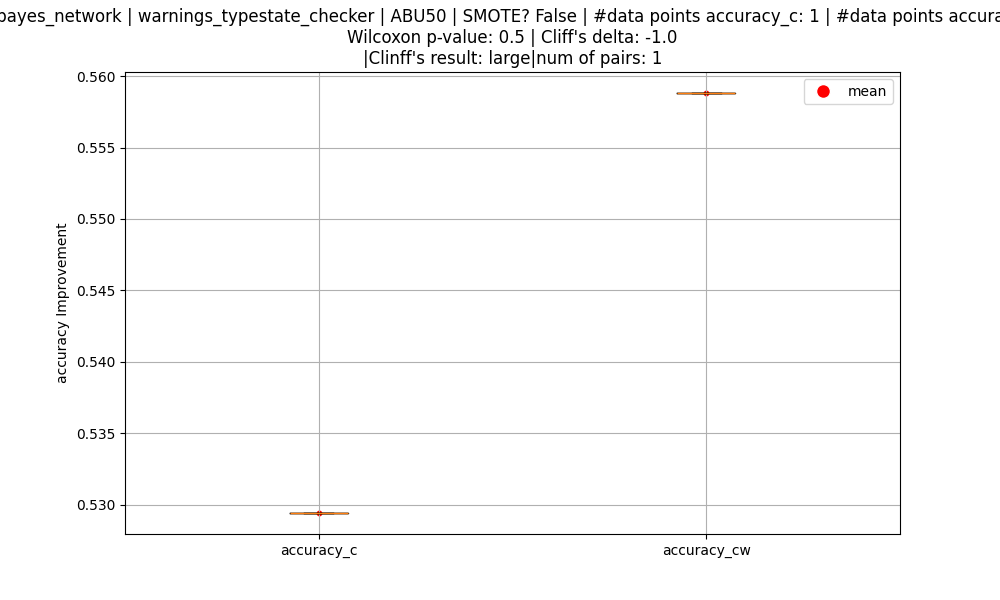 bayes_network | warnings_typestate_checker | ABU50 | SMOTE? False | #data points accuracy_c: 1 | #data points
Wilcoxon p-value: 0.5 | Cliff's delta: -1.0
|Clinff's result: large|num of pairs: 1
mean
0.560
0.555
0.550
0.545
0.540
0.535
0.530
accuracy Improvement
accuracy_c
accuracy_cw